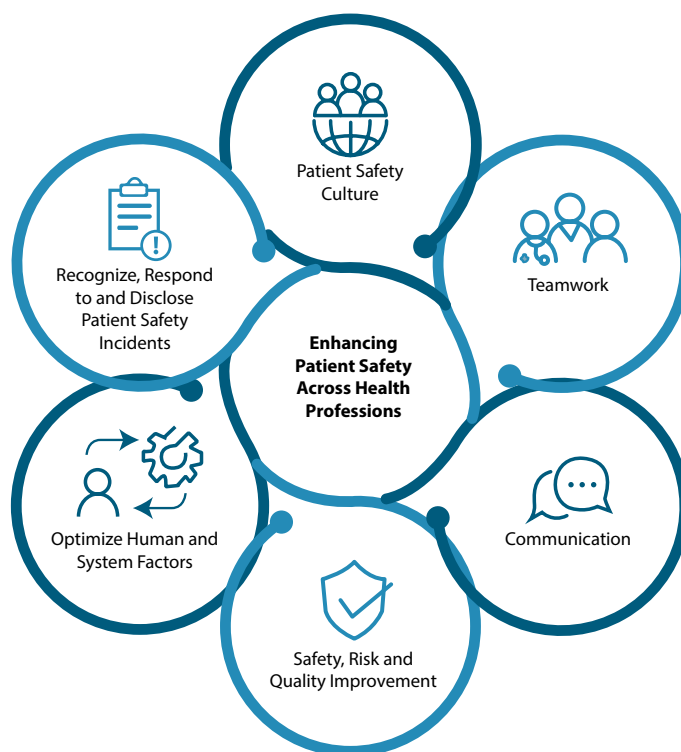 Patient Safety
Culture
Teamwork
Communication
Safety, Risk and
Quality Improvement
Optimize Human and
System Factors
Recognize, Respond
to and Disclose
Patient Safety
Incidents
Enhancing
Patient Safety
Across Health
Professions